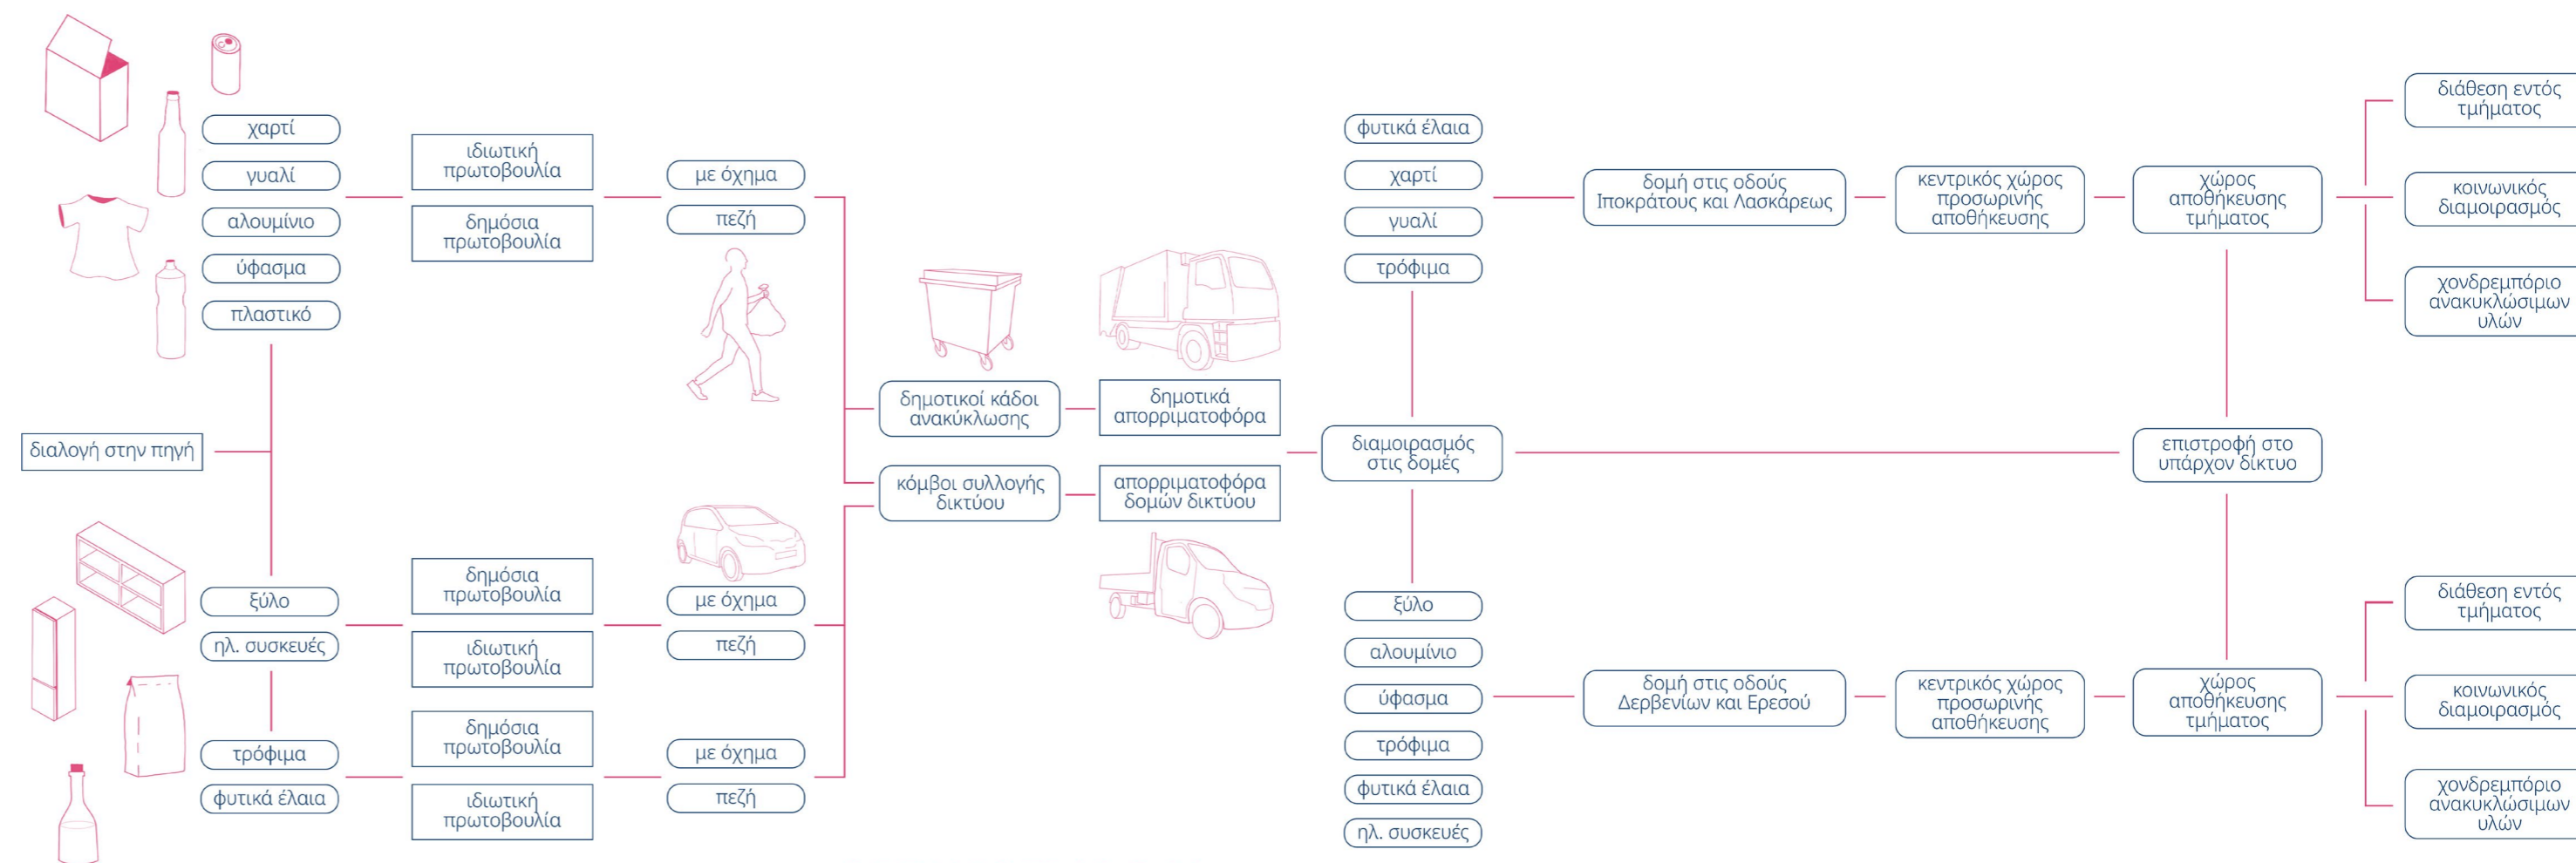 χαρτί
γυαλί
αλουμίνιο
ύφασμα
πλαστικό
διαλογή στην πηγή
ξύλο
ηλ. συσκευές
τρόφιμα
φυτικά έλαια
ιδιωτική
πρωτοβουλία
δημόσια
πρωτοβουλία
δημόσια
πρωτοβουλία
ιδιωτική
πρωτοβουλία
δημόσια
πρωτοβουλία
ιδιωτική
πρωτοβουλία
με όχημα
πεζή
με όχημα
πεζή
με όχημα
πεζή
δημοτικοί κάδοι
ανακύκλωσης
κόμβοι συλλογής
δικτύου
δημοτικά
απορριματοφόρα
απορριματοφόρα
δομών δικτύου
φυτικά έλαια
χαρτί
γυαλί
τρόφιμα
διαμοιρασμός
στις δομές
ξύλο
αλουμίνιο
ύφασμα
τρόφιμα
φυτικά έλαια
ηλ. συσκευές
δομή στις οδούς
Ιποκράτους και Λασκάρεως
δομή στις οδούς
Δερβενίων και Ερεσού
κεντρικός χώρος
προσωρινής
αποθήκευσης
κεντρικός χώρος
προσωρινής
αποθήκευσης
χώρος
αποθήκευσης
τμήματος
επιστροφή στο
υπάρχον δίκτυο
χώρος
αποθήκευσης
τμήματος
διάθεση εντός
τμήματος
κοινωνικός
διαμοιρασμός
χονδρεμπόριο
ανακυκλώσιμων
υλών
διάθεση εντός
τμήματος
κοινωνικός
διαμοιρασμός
χονδρεμπόριο
ανακυκλώσιμων
υλών